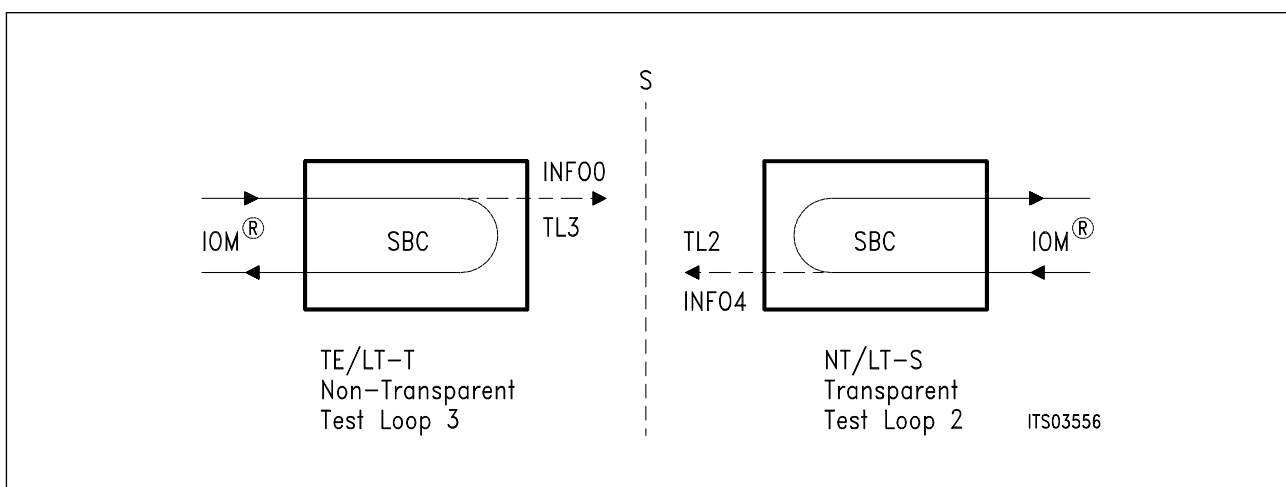 S
INFO0
TL3
IOM®
SBC
TL2
INFO4
SBC
IOM®
TE/LT-T
Non-Transparent
Test Loop 3
NT/LT-S
Transparent
Test Loop 2
ITS03556